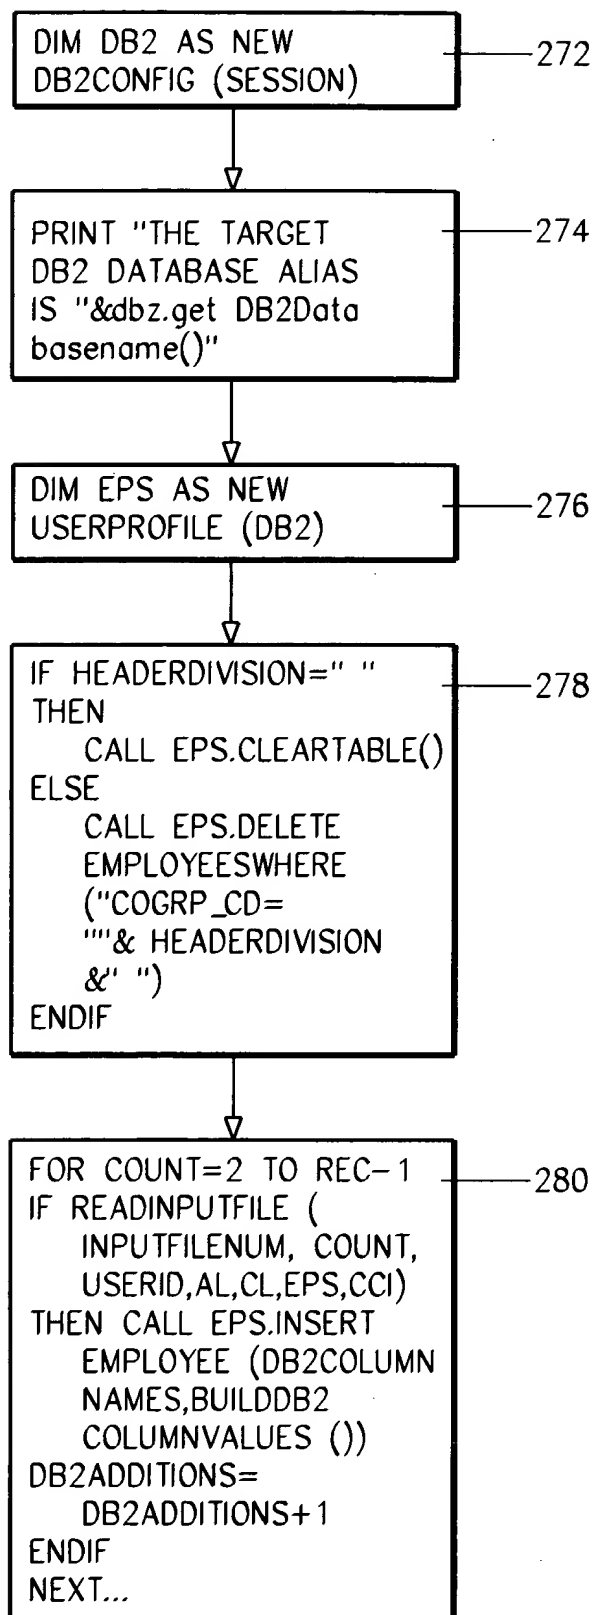 DIM DB2 AS NEW
DB2CONFIG (SESSION)
272
PRINT "THE TARGET
DB2 DATABASE ALIAS
IS "&dbz.get DB2Data
basename()"
274
DIM EPS AS NEW
USERPROFILE (DB2)
276
IF HEADERDIVISION=" "
THEN
CALL EPS.CLEARTABLE()
ELSE
CALL EPS.DELETE
EMPLOYEESWHERE
("COGRP_CD=
"""& HEADERDIVISION
&" ")
ENDIF
278
FOR COUNT=2 TO REC-1
IF READINPUTFILE (
INPUTFILENUM, COUNT,
USERID,AL,CL,EPS,CCI)
THEN CALL EPS.INSERT
EMPLOYEE (DB2COLUMN
NAMES,BUILDDB2
COLUMNVALUES ())
DB2ADDITIONS=
DB2ADDITIONS+1
ENDIF
NEXT...
280